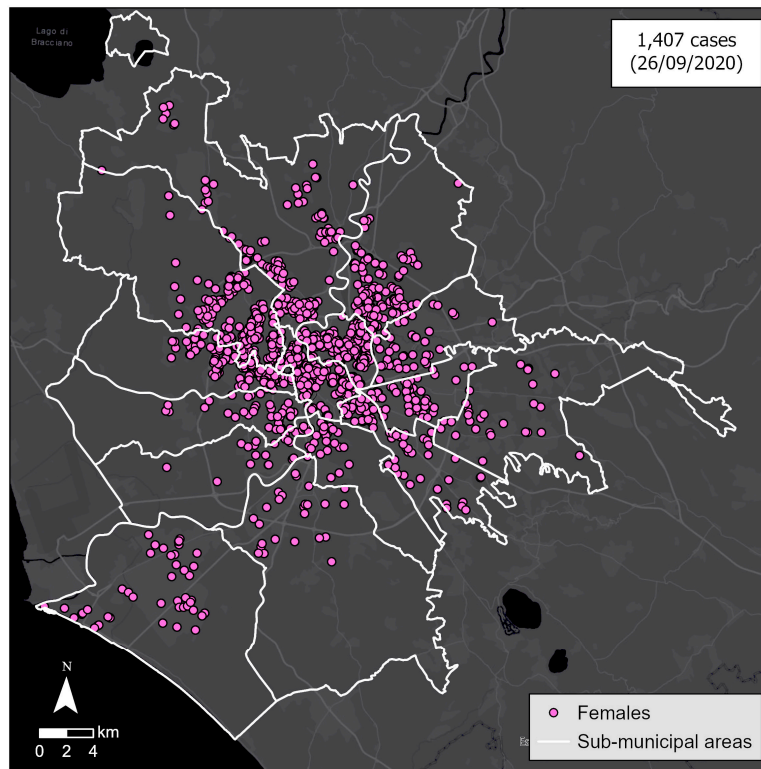 Lago di
Bracciano
1,407 cases
(26/09/2020)
N
km
0 2 4
Females
Sub-municipal areas